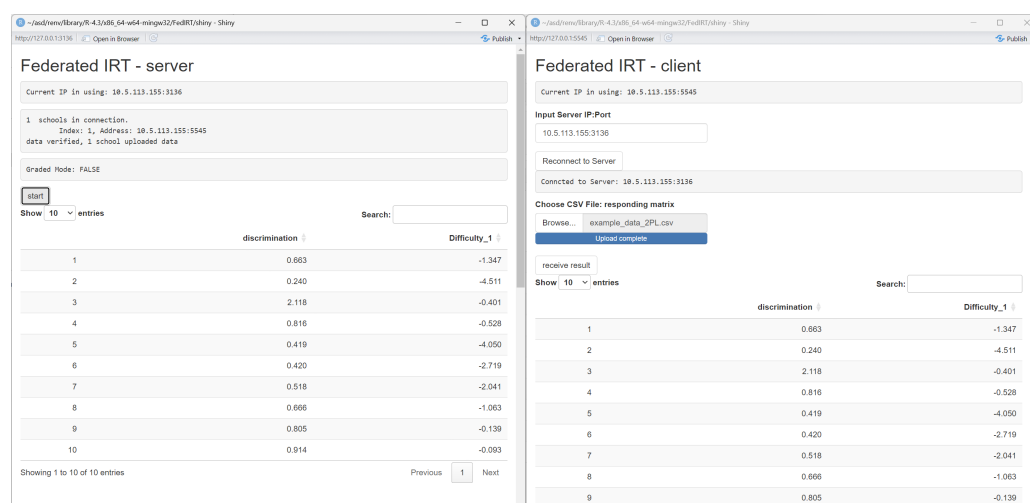 ~/asd/renv/library/R-4.3/x86_64-w64-mingw32/FedIRT/shiny - Shiny
http://127.0.0.1:3136 Open in Browser Publish
Federated IRT - server
Current IP in using: 10.5.113.155:3136
1 schools in connection.
Index: 1, Address: 10.5.113.155:5545
data verified, 1 school uploaded data
Graded Mode: FALSE
start
Show 10 entries Search:
discrimination Difficulty_1
1 0.663 -1.347
2 0.240 -4.511
3 2.118 -0.401
4 0.816 -0.528
5 0.419 -4.050
6 0.420 -2.719
7 0.518 -2.041
8 0.666 -1.063
9 0.805 -0.139
10 0.914 -0.093
Showing 1 to 10 of 10 entries Previous 1 Next
~/asd/renv/library/R-4.3/x86_64-w64-mingw32/FedIRT/shiny - Shiny
http://127.0.0.1:5545 Open in Browser Publish
Federated IRT - client
Current IP in using: 10.5.113.155:5545
Input Server IP:Port
10.5.113.155:3136
Reconnect to Server
Conncted to Server: 10.5.113.155:3136
Choose CSV File: responding matrix
Browse... example_data_2PL.csv
Upload complete
receive result
Show 10 entries Search:
discrimination Difficulty_1
1 0.663 -1.347
2 0.240 -4.511
3 2.118 -0.401
4 0.816 -0.528
5 0.419 -4.050
6 0.420 -2.719
7 0.518 -2.041
8 0.666 -1.063
9 0.805 -0.139